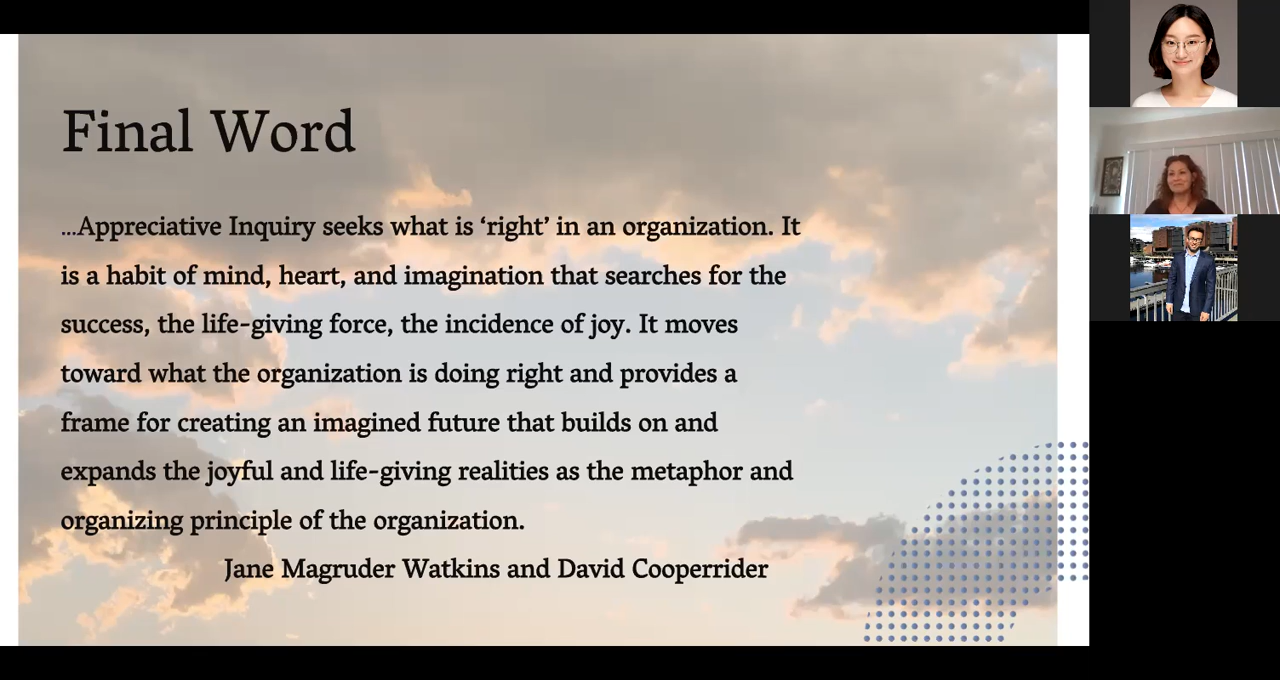 Final Word
...Appreciative Inquiry seeks what is ‘right’ in an organization. It
is a habit of mind, heart, and imagination that searches for the
success, the life-giving force, the incidence of joy. It moves
toward what the organization is doing right and provides a
frame for creating an imagined future that builds on and
expands the joyful and life-giving realities as the metaphor and
organizing principle of the organization.
Jane Magruder Watkins and David Cooperrider